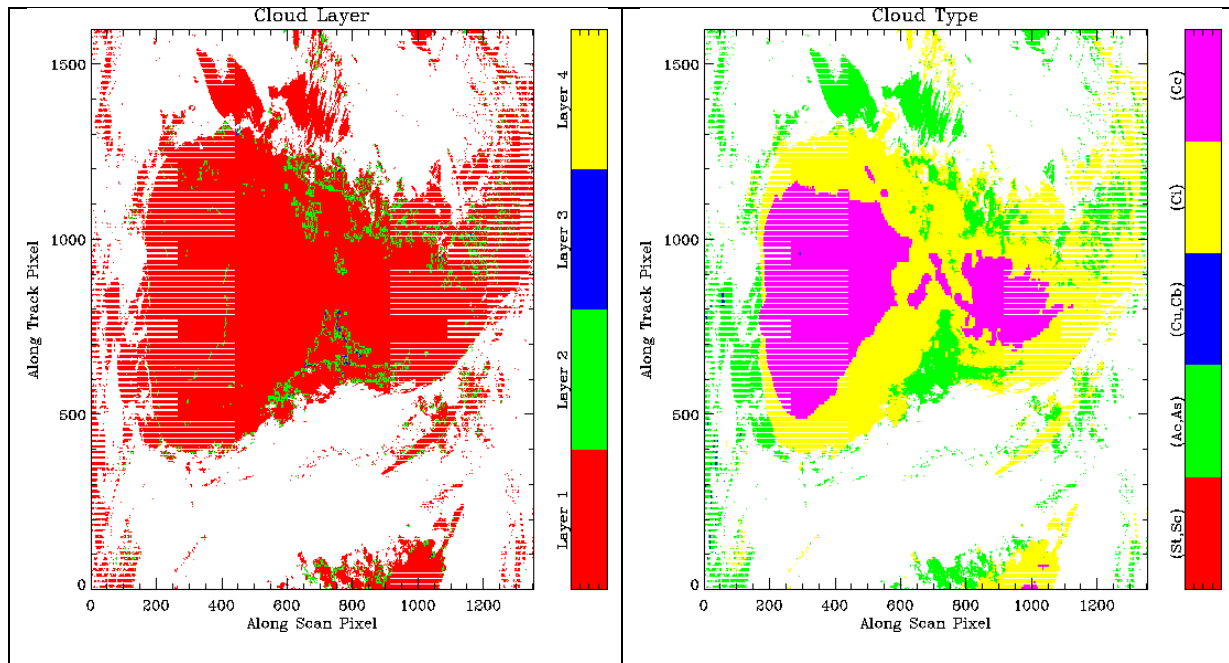 Cloud Layer
1500
1000
500
0
0 200 400 600 800 1000 1200
Along Scan Pixel
Along Track Pixel
Layer 4
Layer 3
Layer 2
Layer 1
Cloud Type
1500
1000
500
0
0 200 400 600 800 1000 1200
Along Scan Pixel
Along Track Pixel
(Cc)
(Ci)
(Cu,Cb)
(Ac,As)
(St,Sc)